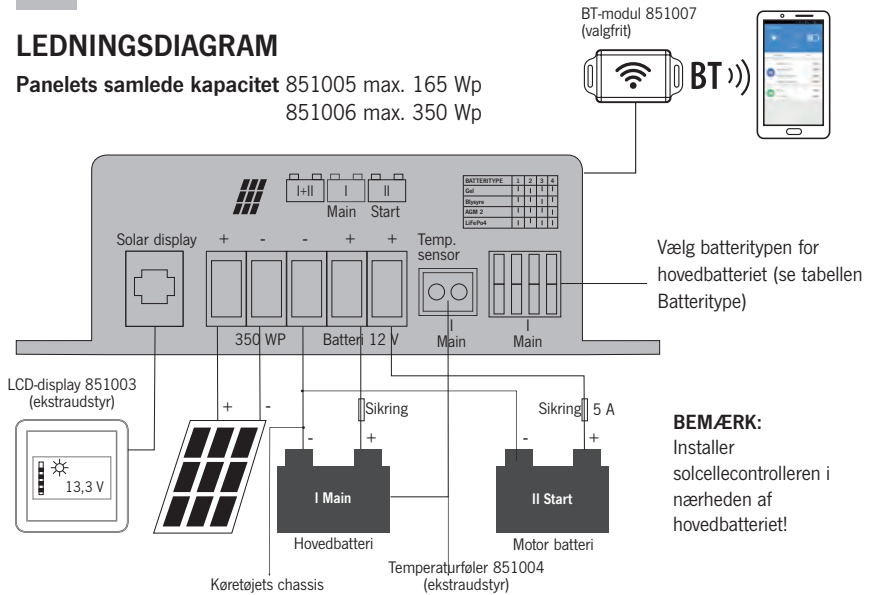 BT-modul 851007
(valgfrit)
LEDNINGSDIAGRAM
Panelets samlede kapacitet 851005 max. 165 Wp
851006 max. 350 Wp
BT
I+II
I
II
Main
Start
BATTERITYPE 1 2 3 4
Gel
Blysyre
AGM 2
LiFePo4
Solar display
+ - - + +
Temp.
sensor
350 WP
Batteri 12 V
I
Main
I
Main
Vælg batteritypen for
hovedbatteriet (se tabellen
Batteritype)
LCD-display 851003
(ekstraudstyr)
13,3 V
+ -
Sikring
- +
I Main
Hovedbatteri
Sikring 5 A
- +
II Start
Motor batteri
BEMÆRK:
Installer
solcellecontrolleren i
nærheden af
hovedbatteriet!
Køretøjets chassis
Temperaturføler 851004
(ekstraudstyr)